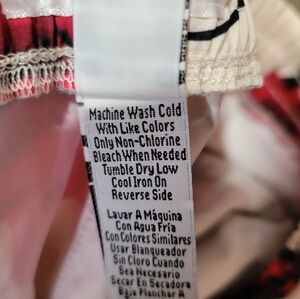 Machine Wash Cold
With Like Colors
Only Non-Chlorine
Bleach When Needed
Tumble Dry Low
Cool Iron On
Reverse Side
Lavar A Máquina
Con Agua Fría
Con Colores Similares
Usar Blanqueador
Sin Cloro Cuando
Sea Necesario
Secar En Secadora
Baja Planchar A